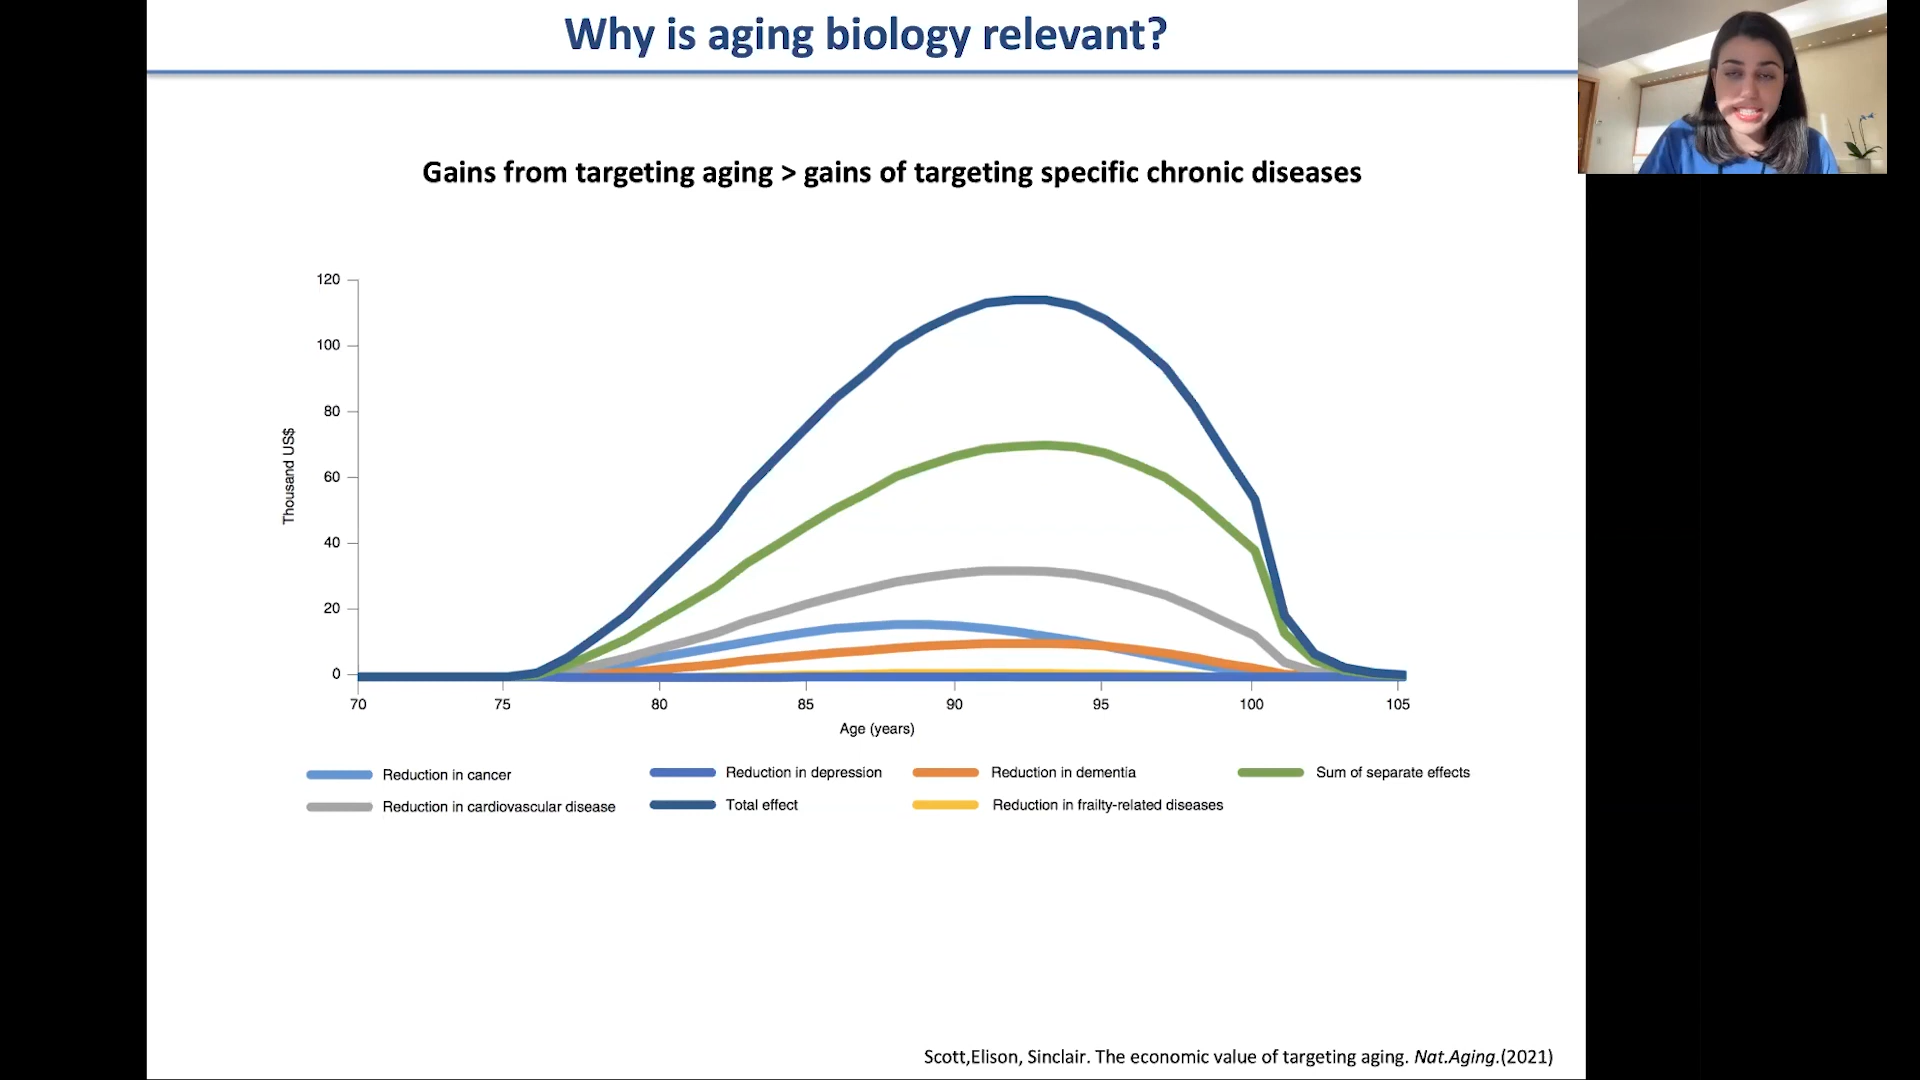 Why is aging biology relevant?
Gains from targeting aging > gains of targeting specific chronic diseases
120
100
80
60
40
20
0
Thousand US$
70 75 80 85 90 95 100 105
Age (years)
Reduction in cancer Reduction in depression Reduction in dementia Sum of separate effects
Reduction in cardiovascular disease Total effect Reduction in frailty-related diseases
Scott,Elison, Sinclair. The economic value of targeting aging. Nat.Aging.(2021)